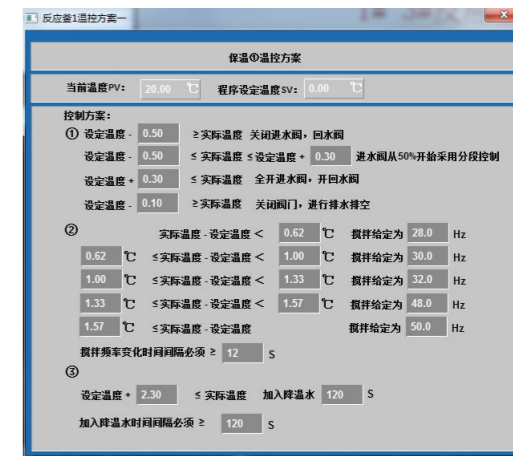 反应釜1温控方案一
保温①温控方案
当前温度PV： 20.00 ℃ 程序设定温度SV： 0.00 ℃
控制方案：
① 设定温度 - 0.50 ≥实际温度 关闭进水阀，回水阀
设定温度 - 0.50 ≤ 实际温度 ≤设定温度 + 0.30 进水阀从50%开始采用分段控制
设定温度 + 0.30 ≤ 实际温度 全开进水阀，开回水阀
设定温度 - 0.10 ≥实际温度 关闭阀门，进行排水排空
② 实际温度 - 设定温度 < 0.62 ℃ 搅拌给定为 28.0 Hz
0.62 ℃ ≤实际温度 - 设定温度 < 1.00 ℃ 搅拌给定为 30.0 Hz
1.00 ℃ ≤实际温度 - 设定温度 < 1.33 ℃ 搅拌给定为 32.0 Hz
1.33 ℃ ≤实际温度 - 设定温度 < 1.57 ℃ 搅拌给定为 48.0 Hz
1.57 ℃ ≤实际温度 - 设定温度 搅拌给定为 50.0 Hz
搅拌频率变化时间间隔必须 ≥ 12 S
③
设定温度 + 2.30 ≤ 实际温度 加入降温水 120 S
加入降温水时间间隔必须 ≥ 120 S